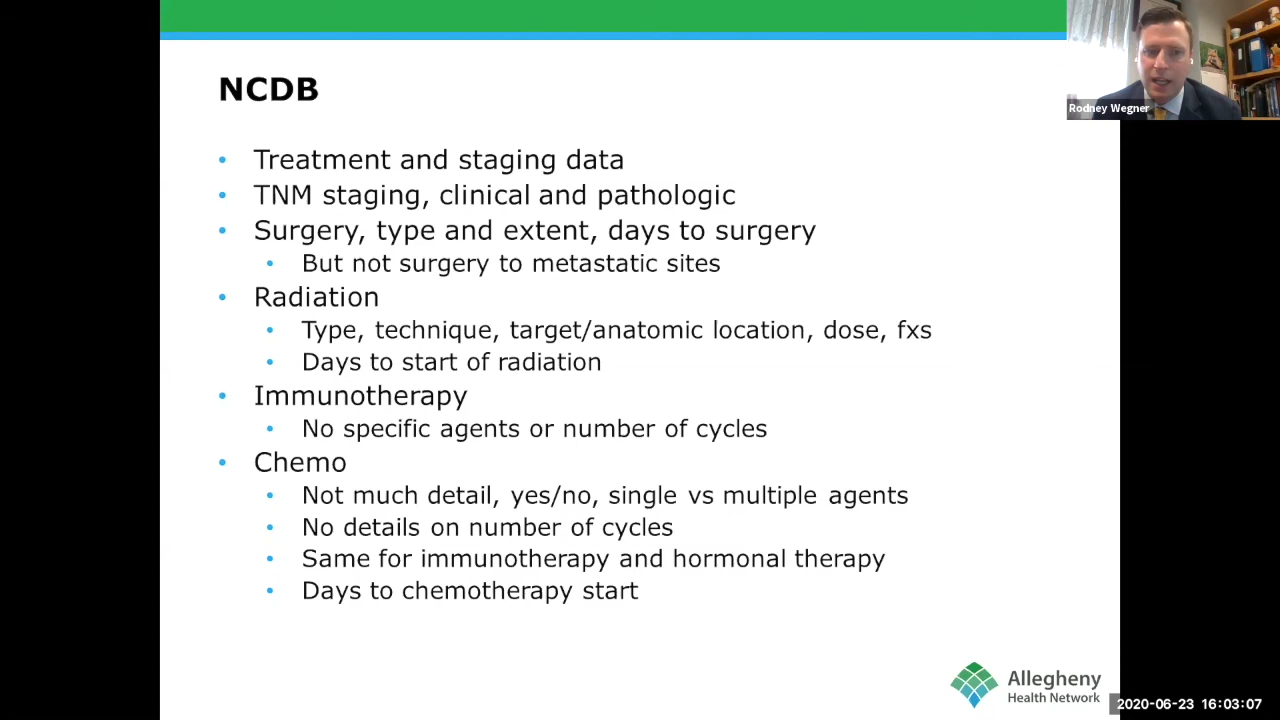 NCDB
Rodney Wegner
• Treatment and staging data
• TNM staging, clinical and pathologic
• Surgery, type and extent, days to surgery
• But not surgery to metastatic sites
• Radiation
• Type, technique, target/anatomic location, dose, fxs
• Days to start of radiation
• Immunotherapy
• No specific agents or number of cycles
• Chemo
• Not much detail, yes/no, single vs multiple agents
• No details on number of cycles
• Same for immunotherapy and hormonal therapy
• Days to chemotherapy start
Allegheny
Health Network
2020-06-23 16:03:07